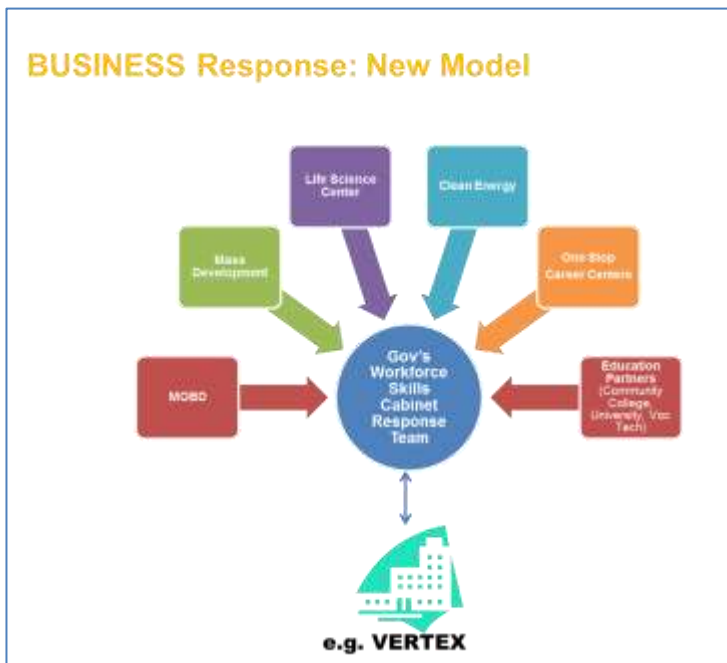 BUSINESS Response: New Model
Life Science
Center
Clean Energy
Mass
Development
One Stop
Career Centers
MOBD
Gov's
Workforce
Skills
Cabinet
Response
Team
Education
Partners
(Community
College,
University, Voc
Tech)
e.g. VERTEX